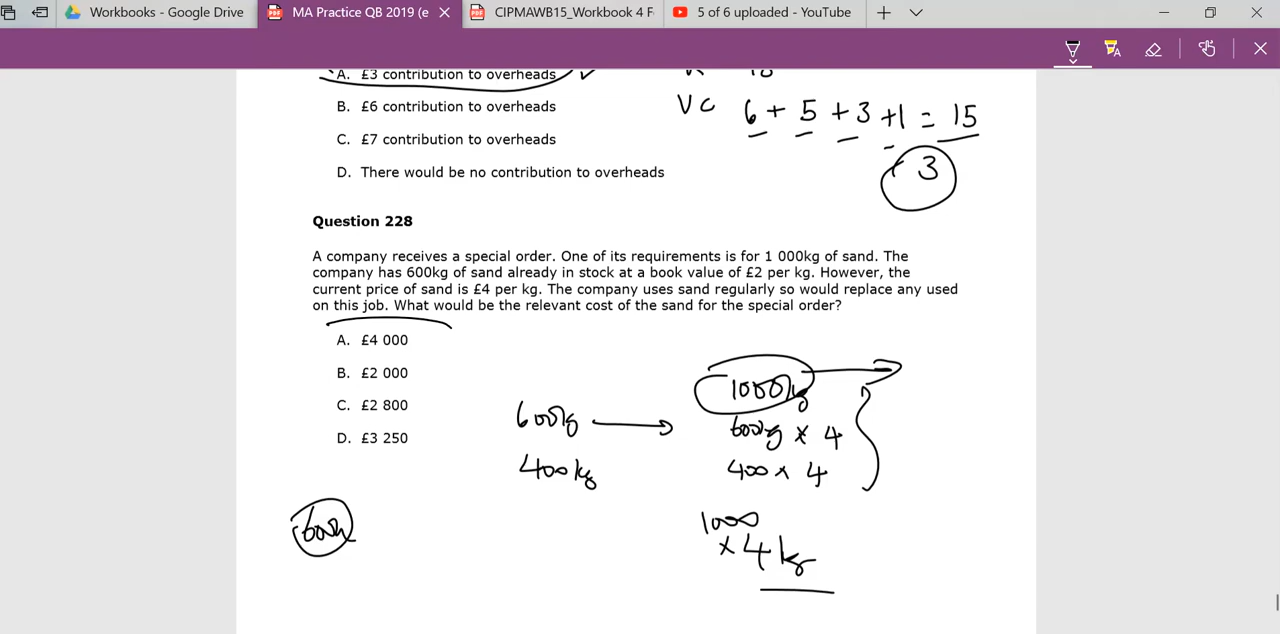 Workbooks - Google Drive
MA Practice QB 2019 (e
CIPMAWB15_Workbook 4 F
5 of 6 uploaded - YouTube
A. £3 contribution to overheads
B. £6 contribution to overheads
C. £7 contribution to overheads
D. There would be no contribution to overheads
VC 6 + 5 + 3 + 1 = 15
3
Question 228
A company receives a special order. One of its requirements is for 1 000kg of sand. The
company has 600kg of sand already in stock at a book value of £2 per kg. However, the
current price of sand is £4 per kg. The company uses sand regularly so would replace any used
on this job. What would be the relevant cost of the sand for the special order?
A. £4 000
B. £2 000
C. £2 800
D. £3 250
1000kg
600kg
600kg × 4
400kg
400 × 4
1000
× 4 kg